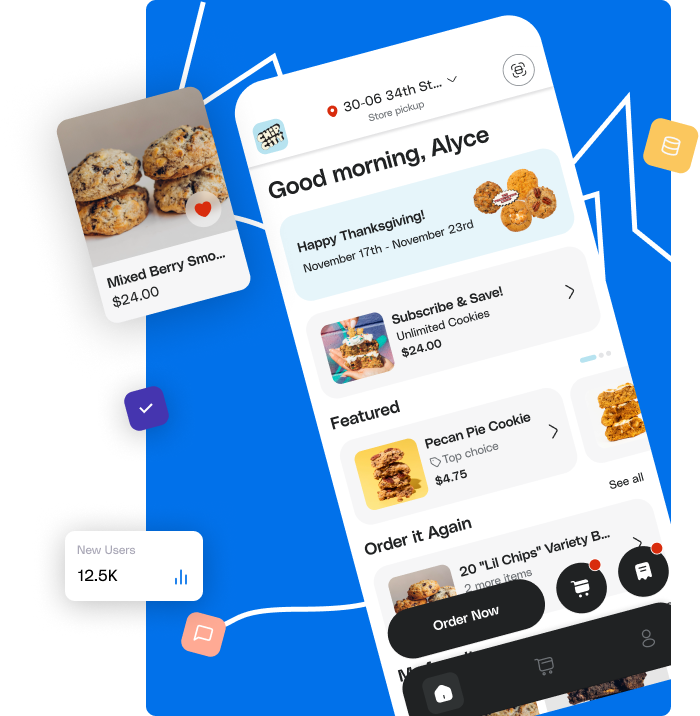 30-06 34th St...
Store pickup
Good morning, Alyce
Happy Thanksgiving!
November 17th - November 23rd
Mixed Berry Smo...
$24.00
Subscribe & Save!
Unlimited Cookies
$24.00
Featured
Pecan Pie Cookie
Top choice
$4.75
See all
Order it Again
20 "Lil Chips" Variety B...
2 more items
New Users
12.5K
Order Now